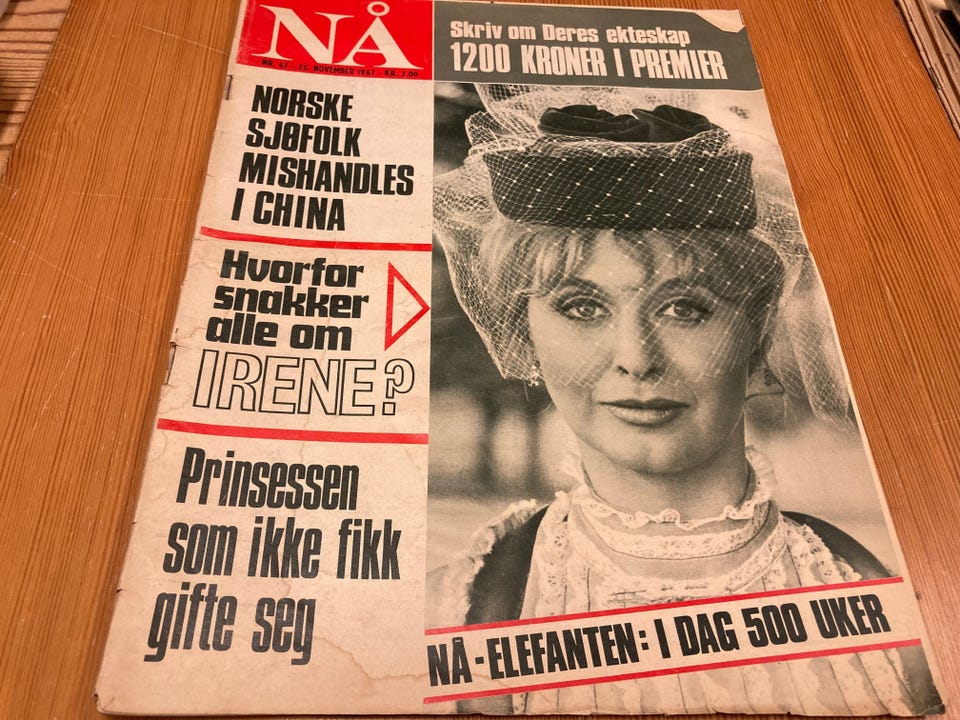 NÅ
NR. 47 - 25. NOVEMBER 1967 - KR. 2.00
Skriv om Deres ekteskap
1200 KRONER I PREMIER
NORSKE
SJØFOLK
MISHANDLES
I CHINA
Hvorfor
snakker
alle om
IRENE?
Prinsessen
som ikke fikk
gifte seg
NÅ-ELEFANTEN: I DAG 500 UKER